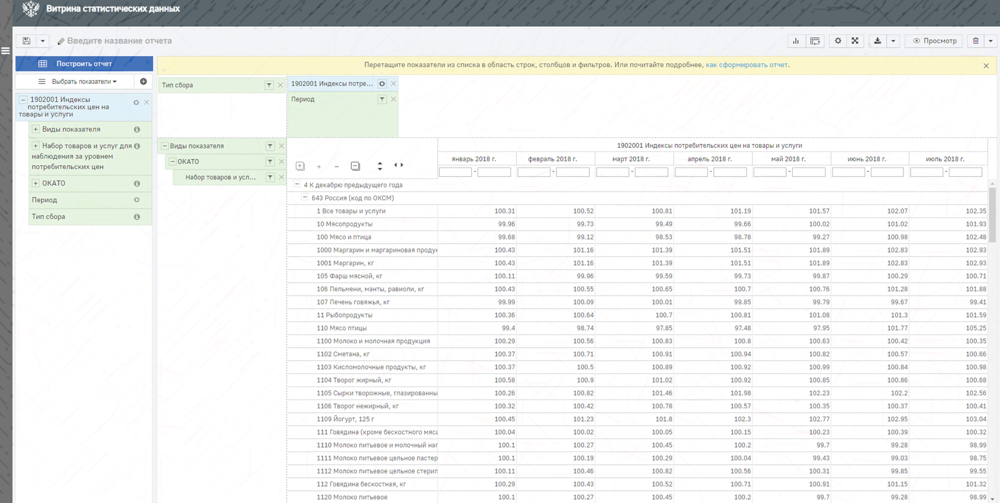 Витрина статистических данных
Введите название отчета
Просмотр
Построить отчет
Выбрать показатели
1902001 Индексы
потребительских цен на
товары и услуги
Виды показателя
Набор товаров и услуг для
наблюдения за уровнем
потребительских цен
ОКАТО
Период
Тип сбора
Перетащите показатели из списка в область строк, столбцов и фильтров. Или почитайте подробнее, как сформировать отчет.
Тип сбора
1902001 Индексы потре...
Период
Виды показателя
ОКАТО
Набор товаров и усл...
1902001 Индексы потребительских цен на товары и услуги
январь 2018 г. февраль 2018 г. март 2018 г. апрель 2018 г. май 2018 г. июнь 2018 г. июль 2018 г.
- - - - - - -
4 К декабрю предыдущего года
643 Россия (код по ОКСМ)
1 Все товары и услуги 100.31 100.52 100.81 101.19 101.57 102.07 102.35
10 Мясопродукты 99.96 99.73 99.49 99.66 100.02 101.02 101.93
100 Мясо и птица 99.68 99.12 98.53 98.78 99.27 100.98 102.48
1000 Маргарин и маргариновая продук 100.43 101.16 101.39 101.51 101.89 102.83 102.93
1001 Маргарин, кг 100.43 101.16 101.39 101.51 101.89 102.83 102.93
105 Фарш мясной, кг 100.11 99.96 99.59 99.73 99.87 100.29 100.71
106 Пельмени, манты, равиоли, кг 100.43 100.55 100.65 100.7 100.76 101.28 101.88
107 Печень говяжья, кг 99.99 100.09 100.01 99.85 99.79 99.67 99.41
11 Рыбопродукты 100.36 100.64 100.7 100.81 101.08 101.3 101.59
110 Мясо птицы 99.4 98.74 97.85 97.48 97.95 101.77 105.25
1100 Молоко и молочная продукция 100.29 100.56 100.83 100.8 100.63 100.42 100.35
1102 Сметана, кг 100.37 100.71 100.91 100.94 100.82 100.57 100.66
1103 Кисломолочные продукты, кг 100.37 100.5 100.89 100.92 100.99 100.84 100.98
1104 Творог жирный, кг 100.58 100.9 101.02 100.92 100.85 100.86 100.68
1105 Сырки творожные, глазированны 100.26 100.82 101.46 101.98 102.23 102.2 102.56
1106 Творог нежирный, кг 100.32 100.42 100.78 100.57 100.35 100.37 100.41
1109 Йогурт, 125 г 100.45 101.23 101.8 102.3 102.77 102.95 103.04
111 Говядина (кроме бескостного мяса 100.04 100.02 100.05 100.15 100.23 100.39 100.32
1110 Молоко питьевое и молочный наг 100.1 100.27 100.45 100.2 99.7 99.28 98.99
1111 Молоко питьевое цельное пастер 100.1 100.19 100.29 100.04 99.43 99.03 98.75
1112 Молоко питьевое цельное стерил 100.11 100.46 100.82 100.56 100.31 99.85 99.55
112 Говядина бескостная, кг 100.29 100.43 100.52 100.71 100.91 101.15 101.32
1120 Молоко питьевое 100.1 100.27 100.45 100.2 99.7 99.28 98.99